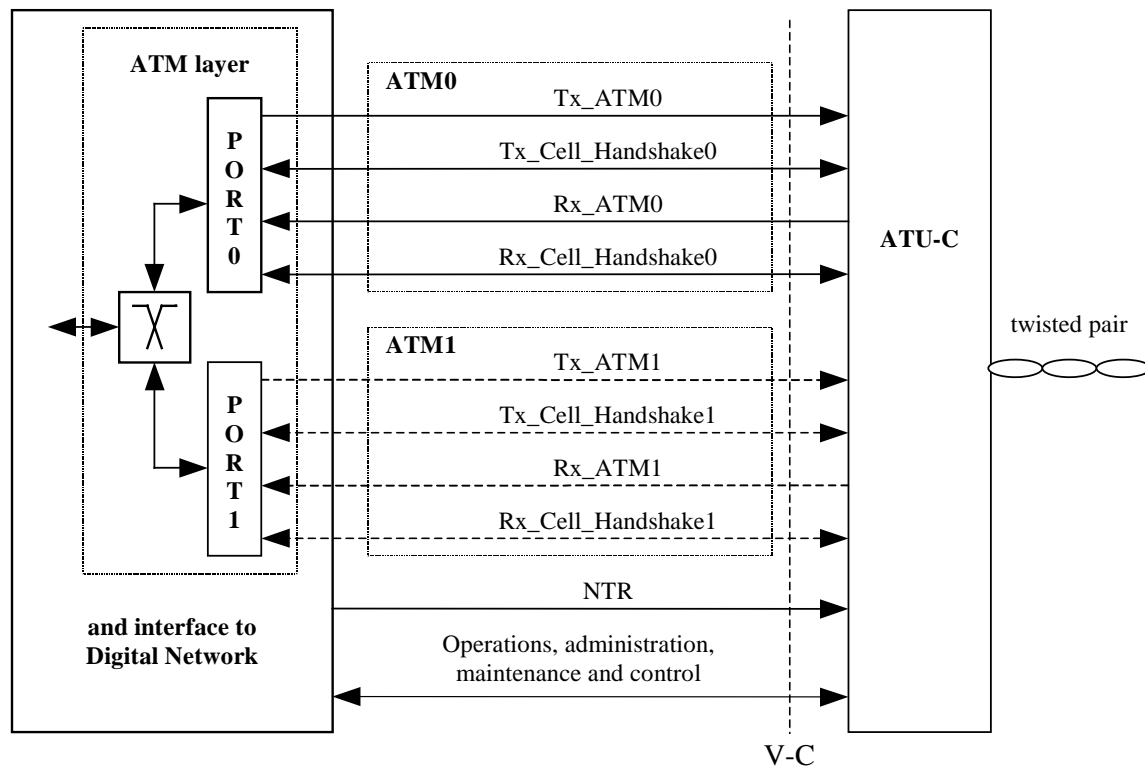 ATM layer
P
O
R
T
0
ATM0
Tx_ATM0
Tx_Cell_Handshake0
Rx_ATM0
Rx_Cell_Handshake0
ATU-C
twisted pair
P
O
R
T
1
ATM1
Tx_ATM1
Tx_Cell_Handshake1
Rx_ATM1
Rx_Cell_Handshake1
NTR
and interface to
Digital Network
Operations, administration,
maintenance and control
V-C